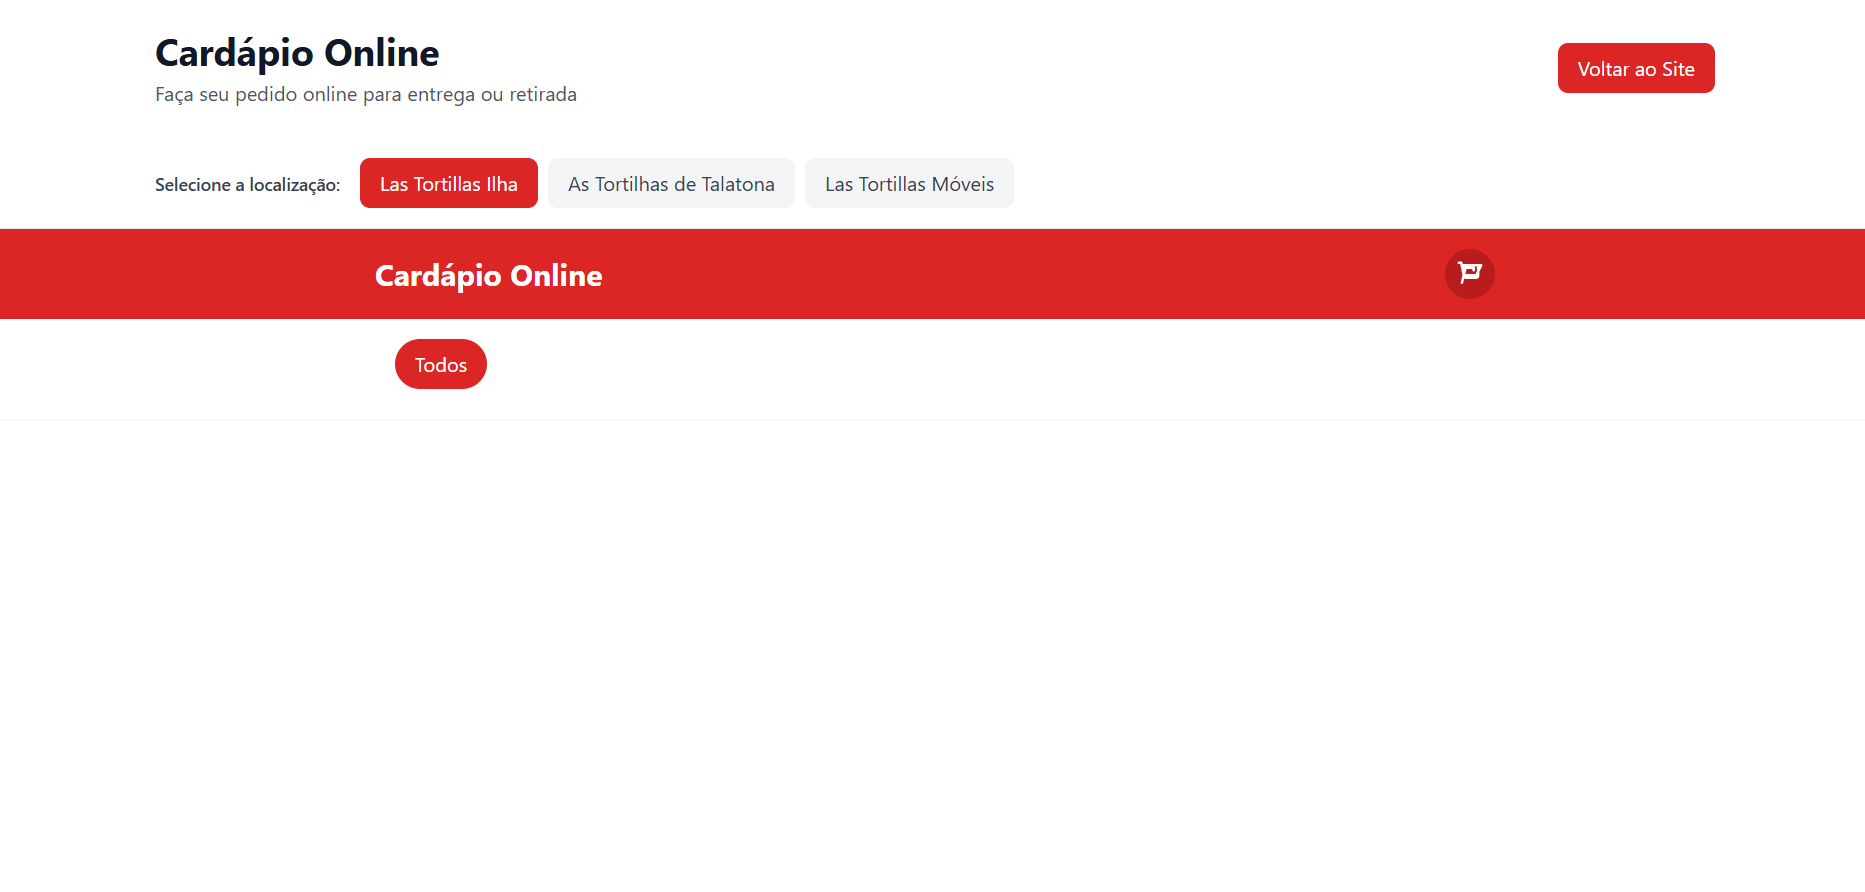 Cardápio Online
Faça seu pedido online para entrega ou retirada
Voltar ao Site
Selecione a localização: Las Tortillas Ilha As Tortilhas de Talatona Las Tortillas Móveis
Cardápio Online
Todos